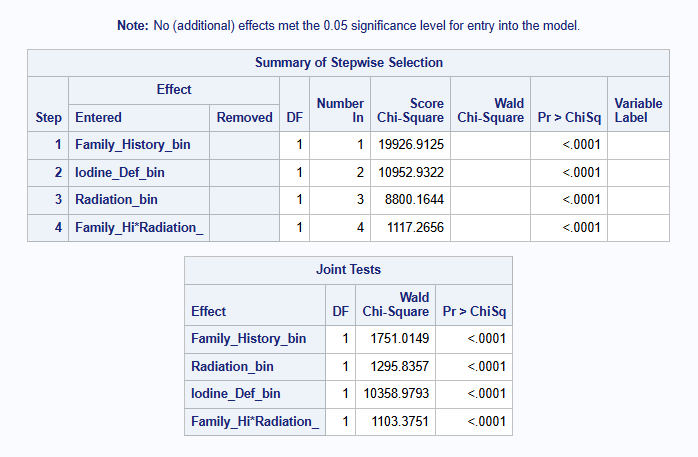 Note: No (additional) effects met the 0.05 significance level for entry into the model.
Summary of Stepwise Selection
Step Effect Entered Effect Removed DF Number In Score Chi-Square Wald Chi-Square Pr > ChiSq Variable Label
1 Family_History_bin 1 1 19926.9125 <.0001
2 Iodine_Def_bin 1 2 10952.9322 <.0001
3 Radiation_bin 1 3 8800.1644 <.0001
4 Family_Hi*Radiation_ 1 4 1117.2656 <.0001
Joint Tests
Effect DF Wald Chi-Square Pr > ChiSq
Family_History_bin 1 1751.0149 <.0001
Radiation_bin 1 1295.8357 <.0001
Iodine_Def_bin 1 10358.9793 <.0001
Family_Hi*Radiation_ 1 1103.3751 <.0001